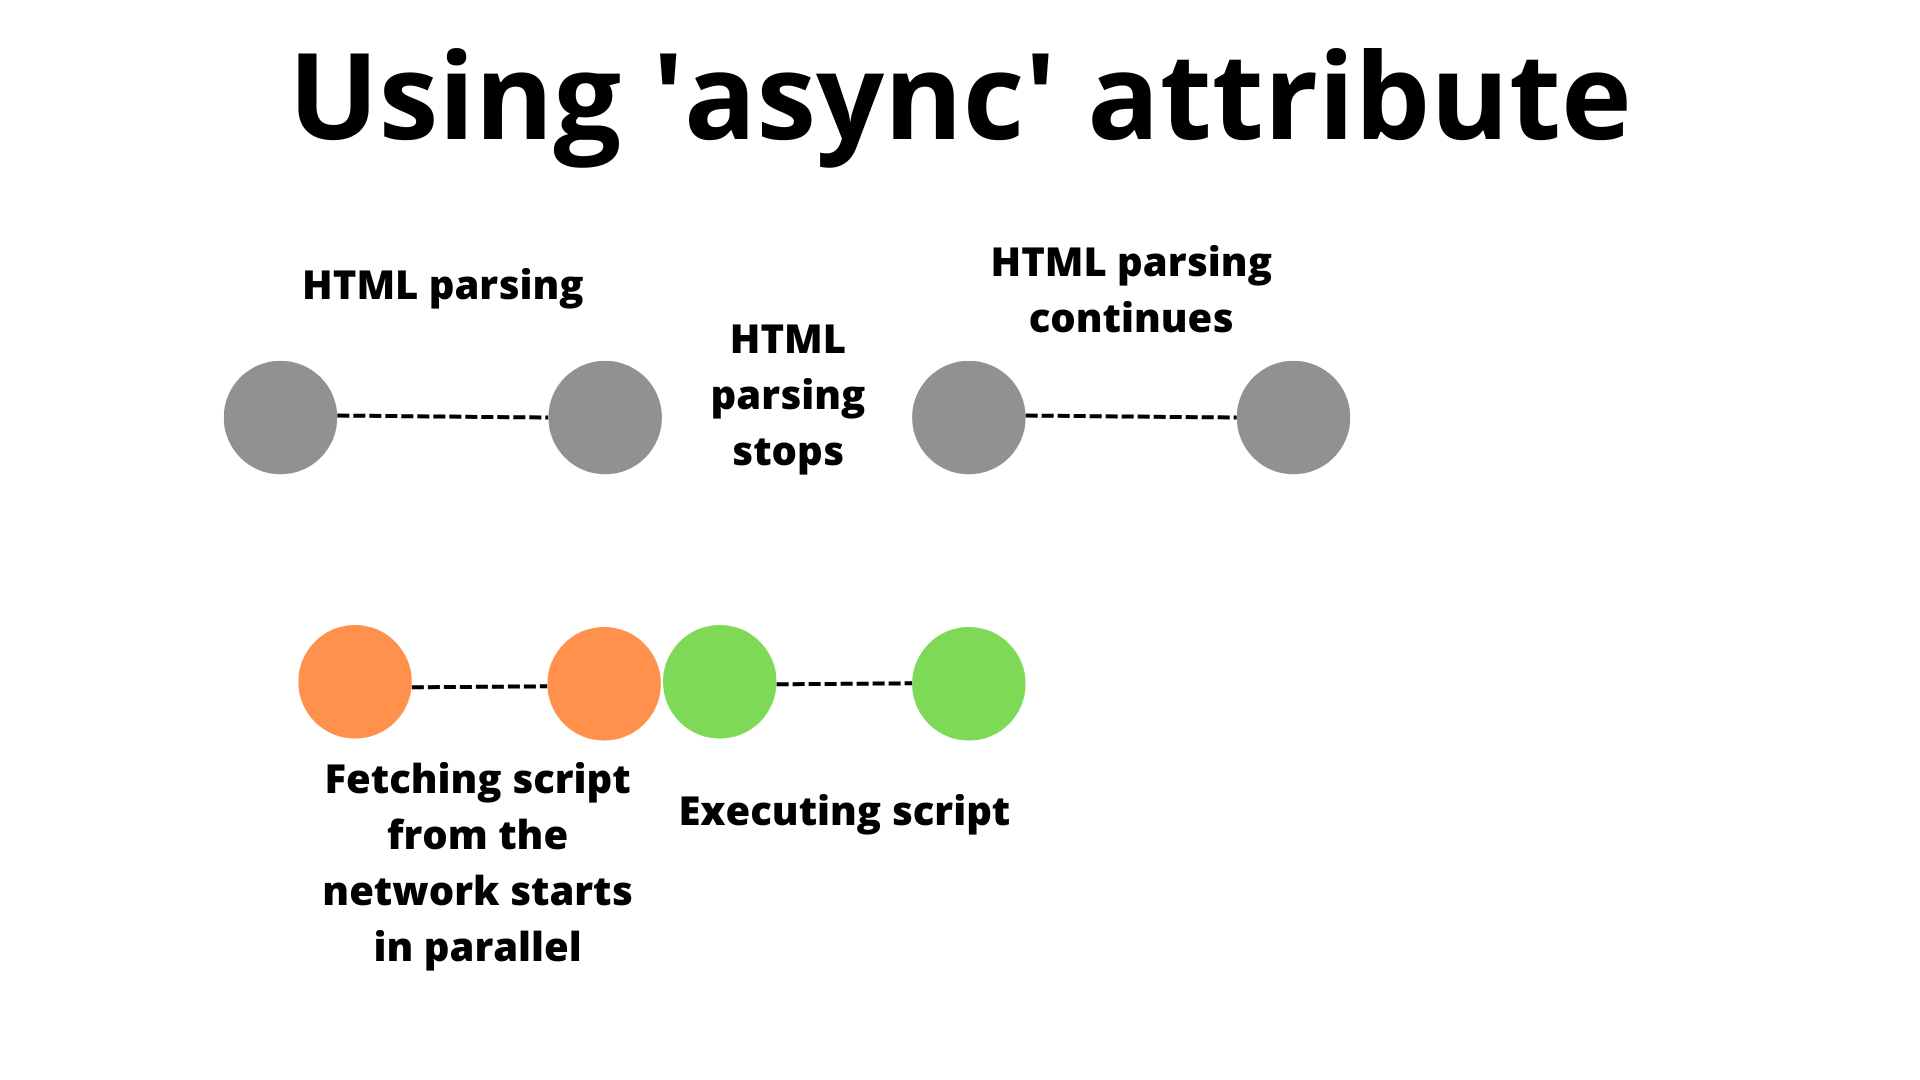 Using 'async' attribute
HTML parsing
HTML
parsing
stops
HTML parsing
continues
Fetching script
from the
network starts
in parallel
Executing script